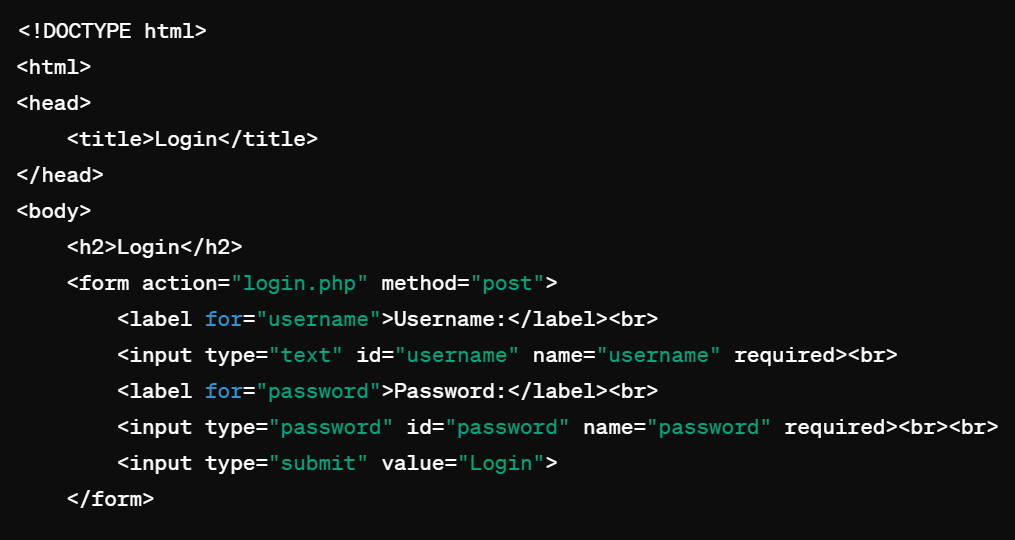 <!DOCTYPE html>
<html>
<head>
    <title>Login</title>
</head>
<body>
    <h2>Login</h2>
    <form action="login.php" method="post">
        <label for="username">Username:</label><br>
        <input type="text" id="username" name="username" required><br>
        <label for="password">Password:</label><br>
        <input type="password" id="password" name="password" required><br><br>
        <input type="submit" value="Login">
    </form>